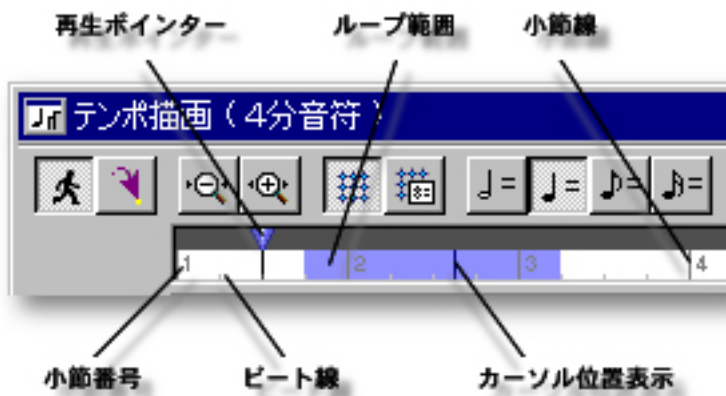 再生ポインター
ループ範囲
小節線
テンポ描画（4分音符）
1 2 3 4
小節番号
ビート線
カーソル位置表示